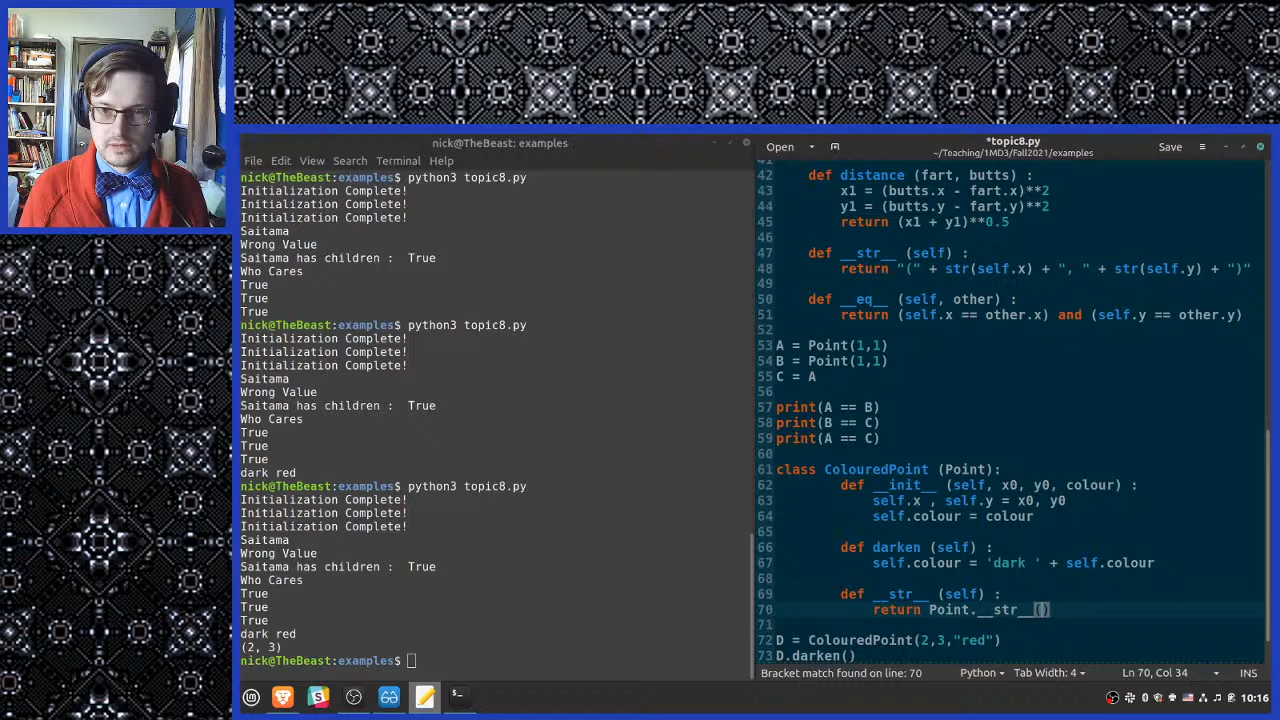 nick@TheBeast: examples
File Edit View Search Terminal Help
nick@TheBeast:examples$ python3 topic8.py
Initialization Complete!
Initialization Complete!
Initialization Complete!
Saitama
Wrong Value
Saitama has children :  True
Who Cares
True
True
True
nick@TheBeast:examples$ python3 topic8.py
Initialization Complete!
Initialization Complete!
Initialization Complete!
Saitama
Wrong Value
Saitama has children :  True
Who Cares
True
True
True
dark red
nick@TheBeast:examples$ python3 topic8.py
Initialization Complete!
Initialization Complete!
Initialization Complete!
Saitama
Wrong Value
Saitama has children :  True
Who Cares
True
True
True
dark red
(2, 3)
nick@TheBeast:examples$
Open
*topic8.py
~/Teaching/1MD3/Fall2021/examples
Save
41
42 def distance (fart, butts) :
43 x1 = (butts.x - fart.x)**2
44 y1 = (butts.y - fart.y)**2
45 return (x1 + y1)**0.5
46
47 def __str__ (self) :
48 return "(" + str(self.x) + ", " + str(self.y) + ")"
49
50 def __eq__ (self, other) :
51 return (self.x == other.x) and (self.y == other.y)
52
53 A = Point(1,1)
54 B = Point(1,1)
55 C = A
56
57 print(A == B)
58 print(B == C)
59 print(A == C)
60
61 class ColouredPoint (Point):
62 def __init__ (self, x0, y0, colour) :
63 self.x , self.y = x0, y0
64 self.colour = colour
65
66 def darken (self) :
67 self.colour = 'dark ' + self.colour
68
69 def __str__ (self) :
70 return Point.__str__()
71
72 D = ColouredPoint(2,3,"red")
73 D.darken()
Bracket match found on line: 70 Python Tab Width: 4 Ln 70, Col 34 INS
10:16